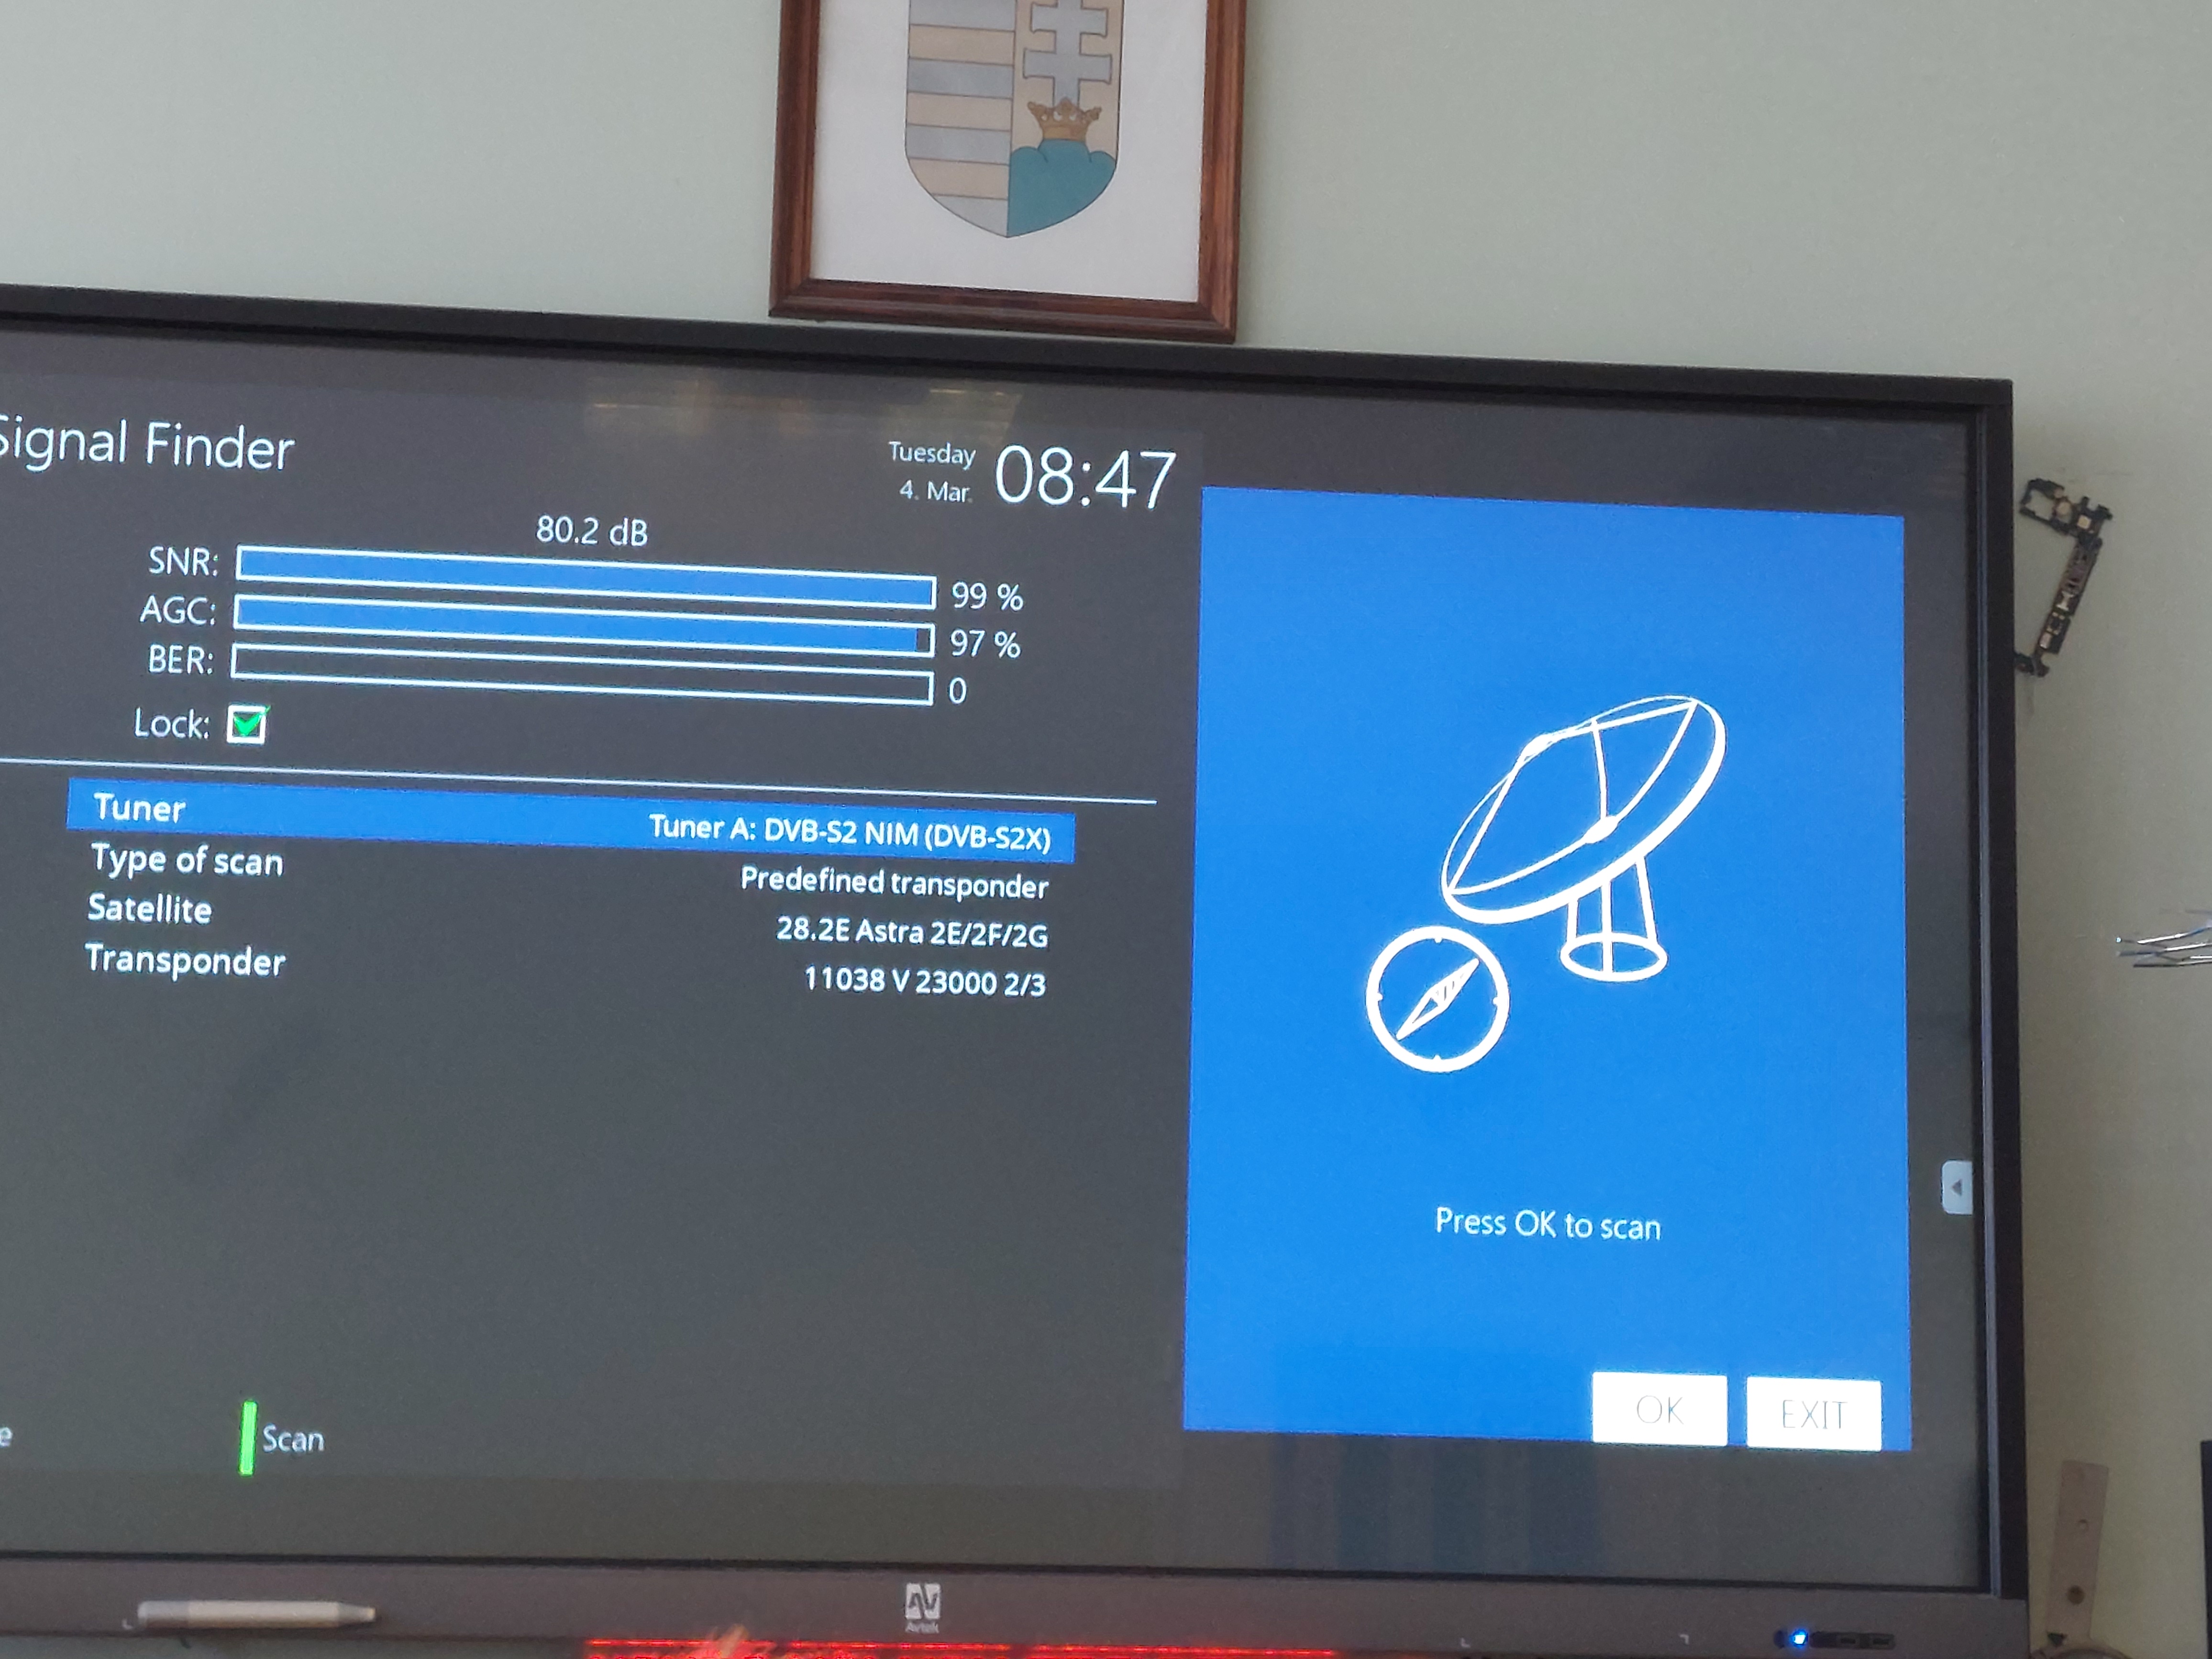 Signal Finder
Tuesday
4. Mar.
08:47
80.2 dB
SNR: 99 %
AGC: 97 %
BER: 0
Lock:
Tuner Tuner A: DVB-S2 NIM (DVB-S2X)
Type of scan Predefined transponder
Satellite 28.2E Astra 2E/2F/2G
Transponder 11038 V 23000 2/3
Press OK to scan
OK EXIT
e Scan
AV
Avtek